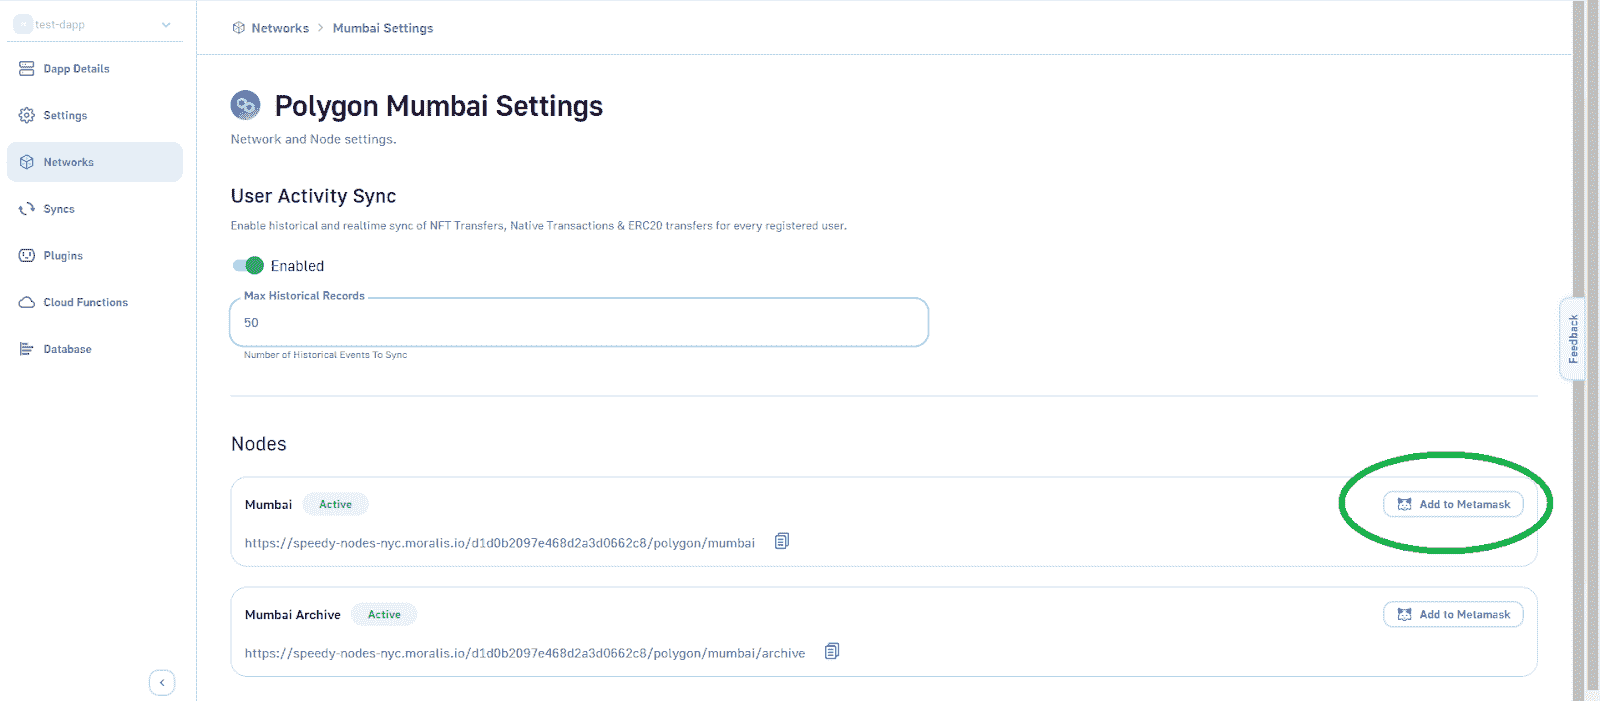 test-dapp
Dapp Details
Settings
Networks
Syncs
Plugins
Cloud Functions
Database
Networks > Mumbai Settings
Polygon Mumbai Settings
Network and Node settings.
User Activity Sync
Enable historical and realtime sync of NFT Transfers, Native Transactions & ERC20 transfers for every registered user.
Enabled
Max Historical Records
50
Number of Historical Events To Sync
Nodes
Mumbai Active Add to Metamask
https://speedy-nodes-nyc.moralis.io/d1d0b2097e468d2a3d0662c8/polygon/mumbai
Mumbai Archive Active Add to Metamask
https://speedy-nodes-nyc.moralis.io/d1d0b2097e468d2a3d0662c8/polygon/mumbai/archive
Feedback